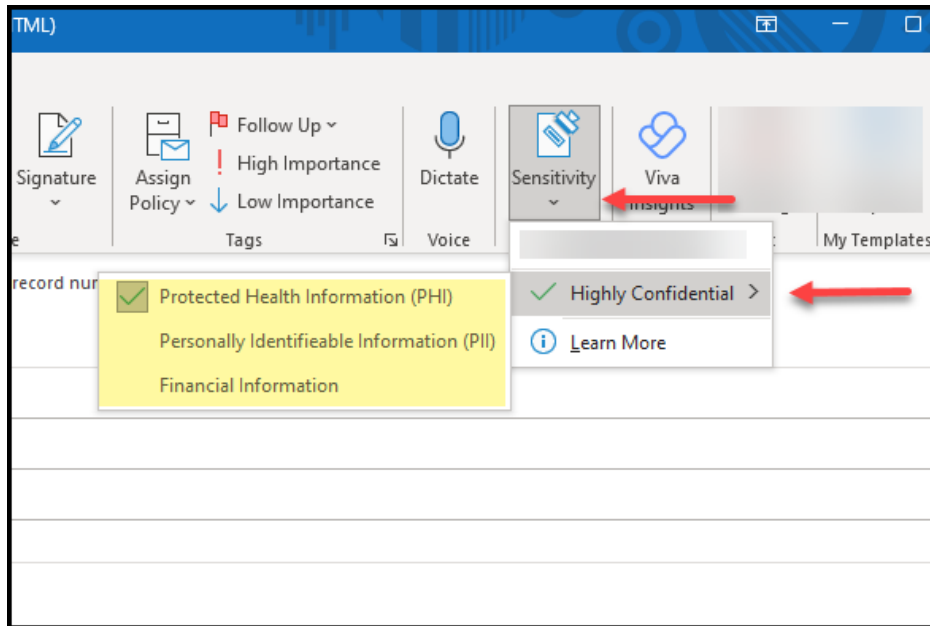 TML)
Signature
Assign
Policy
Follow Up
High Importance
Low Importance
Dictate
Sensitivity
Viva
Insights
e
Tags
Voice
My Templates
record nur
Protected Health Information (PHI)
Personally Identifieable Information (PII)
Financial Information
Highly Confidential
Learn More